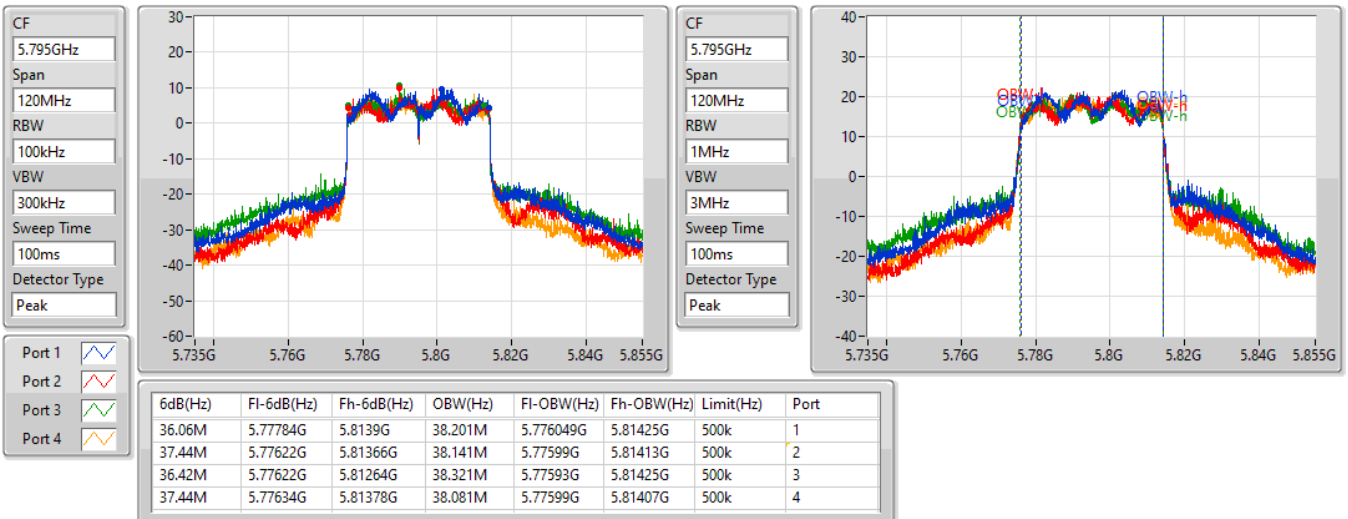 CF
5.795GHz
Span
120MHz
RBW
100kHz
VBW
300kHz
Sweep Time
100ms
Detector Type
Peak
30
20
10
0
-10
-20
-30
-40
-50
-60
5.735G 5.76G 5.78G 5.8G 5.82G 5.84G 5.855G
CF
5.795GHz
Span
120MHz
RBW
1MHz
VBW
3MHz
Sweep Time
100ms
Detector Type
Peak
40
30
20
10
0
-10
-20
-30
-40
OBW-h
OBW-h
5.735G 5.76G 5.78G 5.8G 5.82G 5.84G 5.855G
Port 1
Port 2
Port 3
Port 4
6dB(Hz) Fl-6dB(Hz) Fh-6dB(Hz) OBW(Hz) Fl-OBW(Hz) Fh-OBW(Hz) Limit(Hz) Port
36.06M 5.77784G 5.8139G 38.201M 5.776049G 5.81425G 500k 1
37.44M 5.77622G 5.81366G 38.141M 5.77599G 5.81413G 500k 2
36.42M 5.77622G 5.81264G 38.321M 5.77593G 5.81425G 500k 3
37.44M 5.77634G 5.81378G 38.081M 5.77599G 5.81407G 500k 4